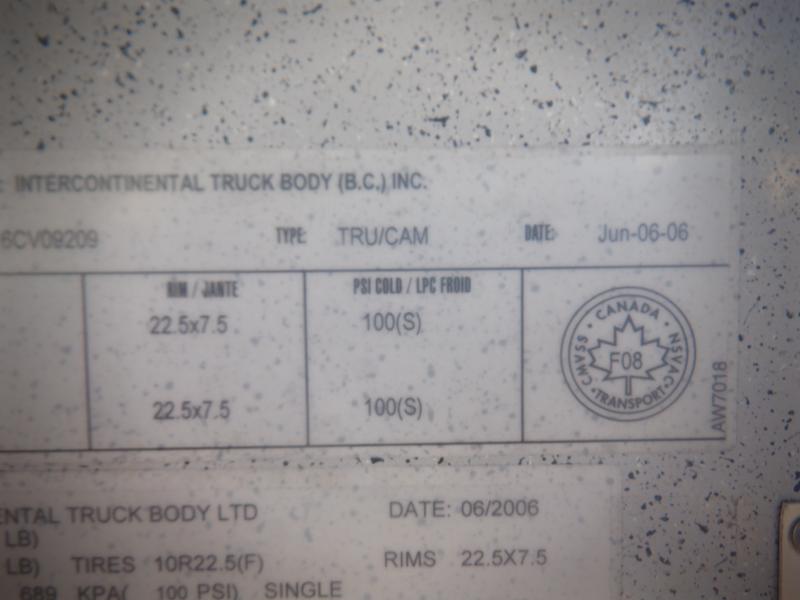 : INTERCONTINENTAL TRUCK BODY (B.C.) INC.
6CV09209 TYPE: TRU/CAM DATE: Jun-06-06
RIM / JANTE PSI COLD / LPC FROID
22.5x7.5 100(S)
22.5x7.5 100(S)
• CANADA •
CMVSS F08 NSVAC
• TRANSPORT •
AW7018
ENTAL TRUCK BODY LTD DATE: 06/2006
LB)
LB) TIRES 10R22.5(F) RIMS 22.5X7.5
689 KPA( 100 PSI) SINGLE